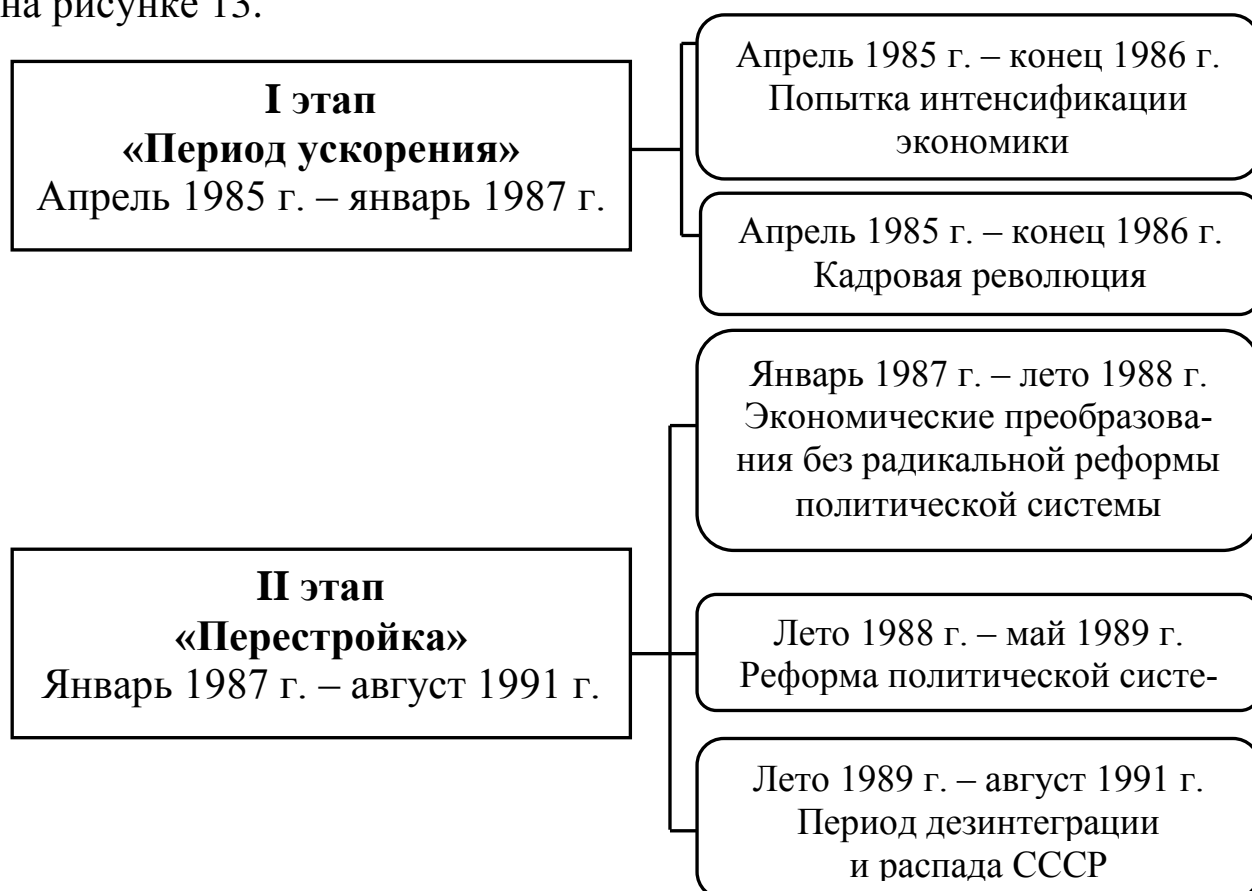 на рисунке 13.
I этап
«Период ускорения»
Апрель 1985 г. – январь 1987 г.
Апрель 1985 г. – конец 1986 г.
Попытка интенсификации
экономики
Апрель 1985 г. – конец 1986 г.
Кадровая революция
II этап
«Перестройка»
Январь 1987 г. – август 1991 г.
Январь 1987 г. – лето 1988 г.
Экономические преобразова-
ния без радикальной реформы
политической системы
Лето 1988 г. – май 1989 г.
Реформа политической систе-
Лето 1989 г. – август 1991 г.
Период дезинтеграции
и распада СССР